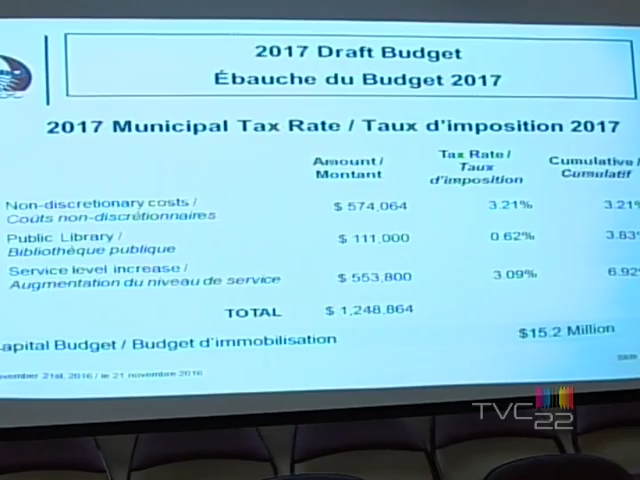 2017 Draft Budget
Ébauche du Budget 2017
2017 Municipal Tax Rate / Taux d'imposition 2017
Amount / Montant
Tax Rate / Taux d'imposition
Cumulative / Cumulatif
Non-discretionary costs /
Coûts non-discrétionnaires
$ 574,064 3.21% 3.21%
Public Library /
Bibliothèque publique
$ 111,000 0.62% 3.83%
Service level increase /
Augmentation du niveau de service
$ 553,800 3.09% 6.92
TOTAL $ 1,248,864
apital Budget / Budget d'immobilisation $15.2 Million
ovember 21st, 2016 / le 21 novembre 2016
TVC22